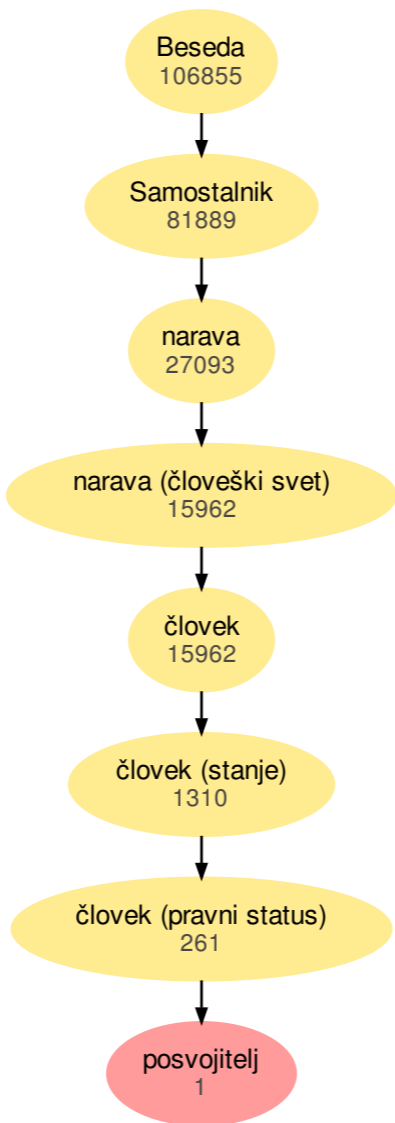 Beseda
106855
Samostalnik
81889
narava
27093
narava (človeški svet)
15962
človek
15962
človek (stanje)
1310
človek (pravni status)
261
posvojitelj
1